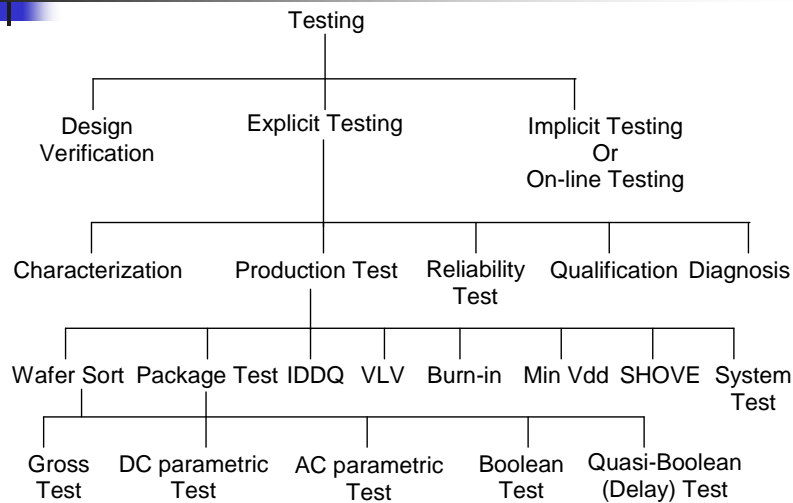 Testing
Design
Verification
Explicit Testing
Implicit Testing
Or
On-line Testing
Characterization
Production Test
Reliability
Test
Qualification
Diagnosis
Wafer Sort
Package Test
IDDQ
VLV
Burn-in
Min Vdd
SHOVE
System
Test
Gross
Test
DC parametric
Test
AC parametric
Test
Boolean
Test
Quasi-Boolean
(Delay) Test